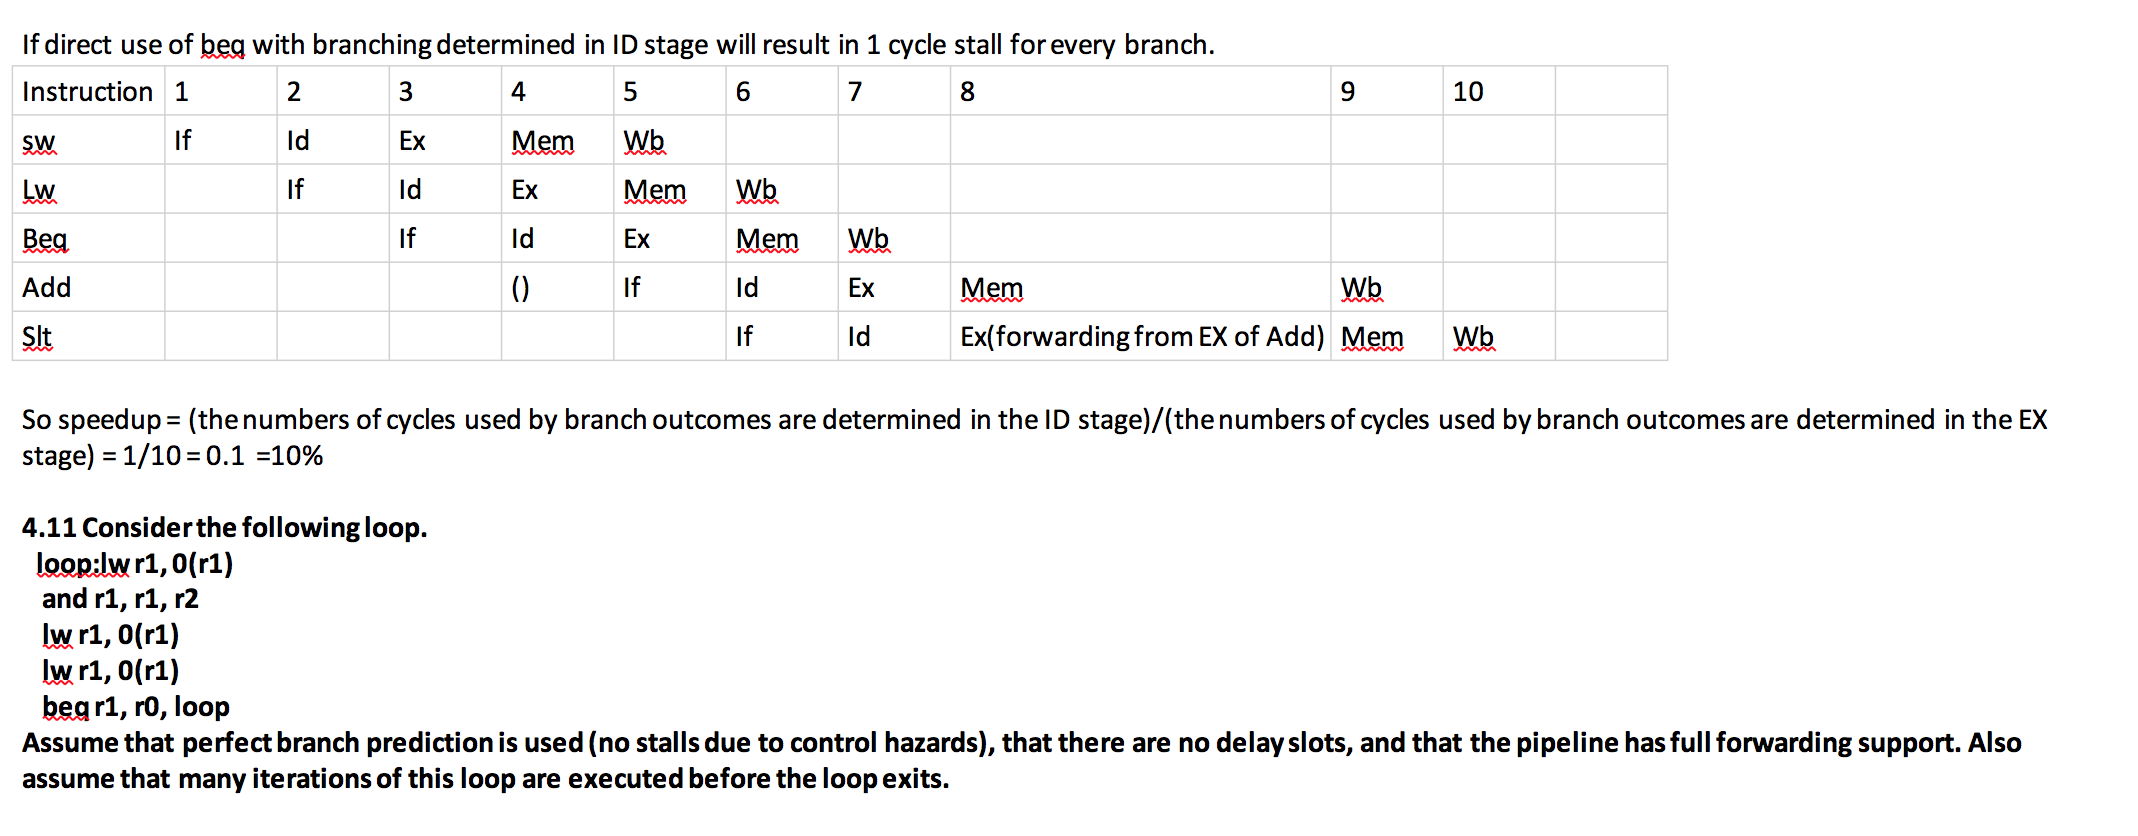 If direct use of beq with branching determined in ID stage will result in 1 cycle stall for every branch.
Instruction 1 2 3 4 5 6 7 8 9 10
sw If Id Ex Mem Wb
Lw If Id Ex Mem Wb
Beq If Id Ex Mem Wb
Add () If Id Ex Mem Wb
Slt If Id Ex(forwarding from EX of Add) Mem Wb
So speedup = (the numbers of cycles used by branch outcomes are determined in the ID stage)/(the numbers of cycles used by branch outcomes are determined in the EX
stage) = 1/10 = 0.1 =10%
4.11 Consider the following loop.
loop:lw r1, 0(r1)
and r1, r1, r2
lw r1, 0(r1)
lw r1, 0(r1)
beq r1, r0, loop
Assume that perfect branch prediction is used (no stalls due to control hazards), that there are no delay slots, and that the pipeline has full forwarding support. Also
assume that many iterations of this loop are executed before the loop exits.